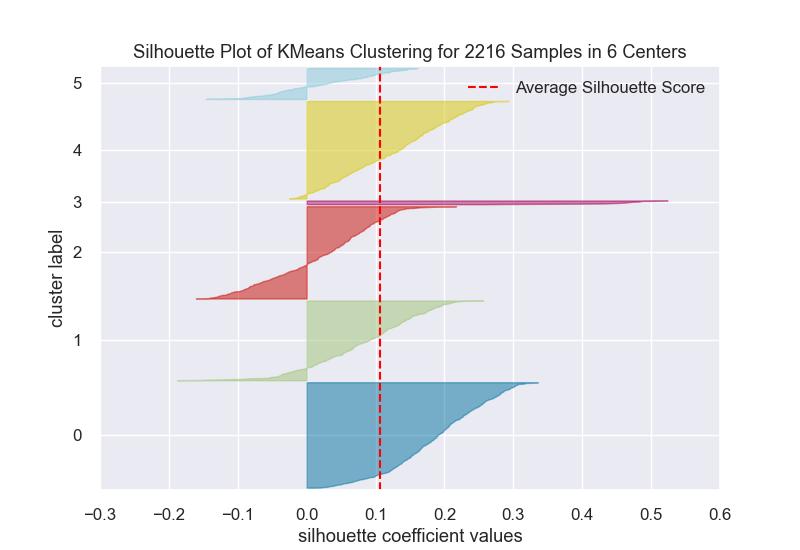 Silhouette Plot of KMeans Clustering for 2216 Samples in 6 Centers
Average Silhouette Score
5
4
3
2
1
0
cluster label
−0.3 −0.2 −0.1 0.0 0.1 0.2 0.3 0.4 0.5 0.6
silhouette coefficient values